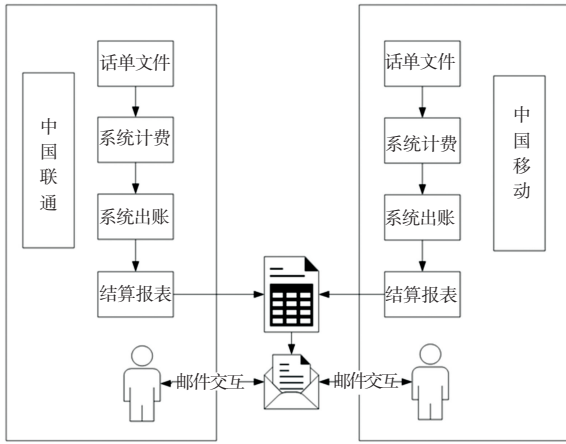 中国联通
话单文件
系统计费
系统出账
结算报表
中国移动
话单文件
系统计费
系统出账
结算报表
邮件交互
邮件交互